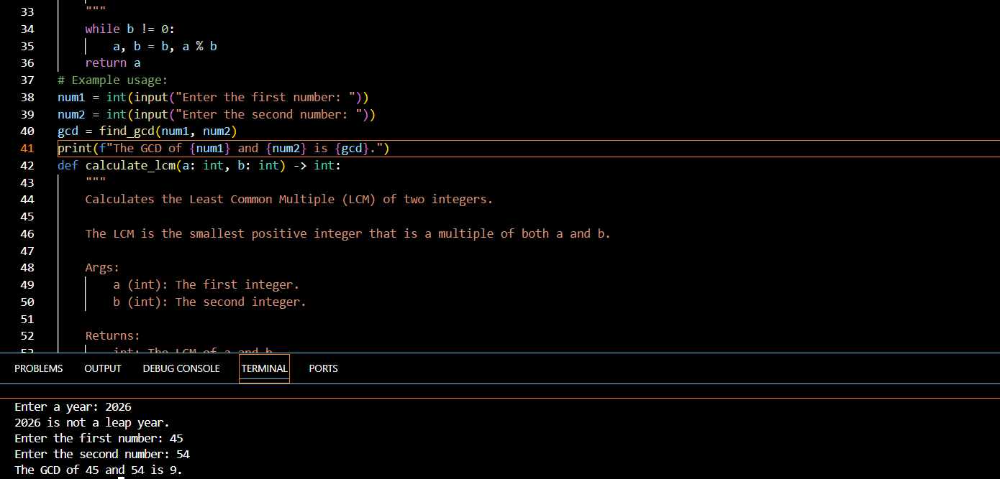 33 """
34 while b != 0:
35 a, b = b, a % b
36 return a
37 # Example usage:
38 num1 = int(input("Enter the first number: "))
39 num2 = int(input("Enter the second number: "))
40 gcd = find_gcd(num1, num2)
41 print(f"The GCD of {num1} and {num2} is {gcd}.")
42 def calculate_lcm(a: int, b: int) -> int:
43 """
44 Calculates the Least Common Multiple (LCM) of two integers.
45
46 The LCM is the smallest positive integer that is a multiple of both a and b.
47
48 Args:
49 a (int): The first integer.
50 b (int): The second integer.
51
52 Returns:
53 int: The LCM of a and b
PROBLEMS OUTPUT DEBUG CONSOLE TERMINAL PORTS
Enter a year: 2026
2026 is not a leap year.
Enter the first number: 45
Enter the second number: 54
The GCD of 45 and 54 is 9.